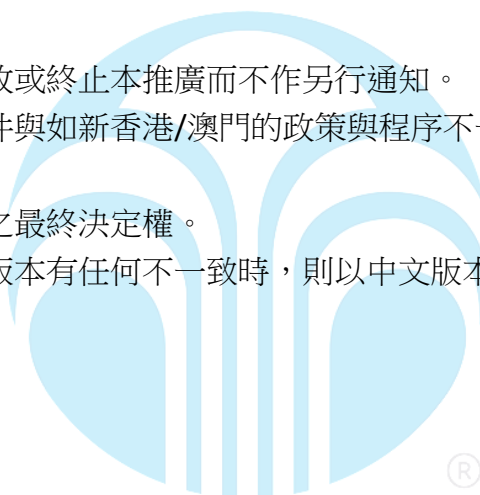 改或終止本推廣而不作另行通知。
件與如新香港/澳門的政策與程序不一
之最終決定權。
版本有任何不一致時，則以中文版本
®